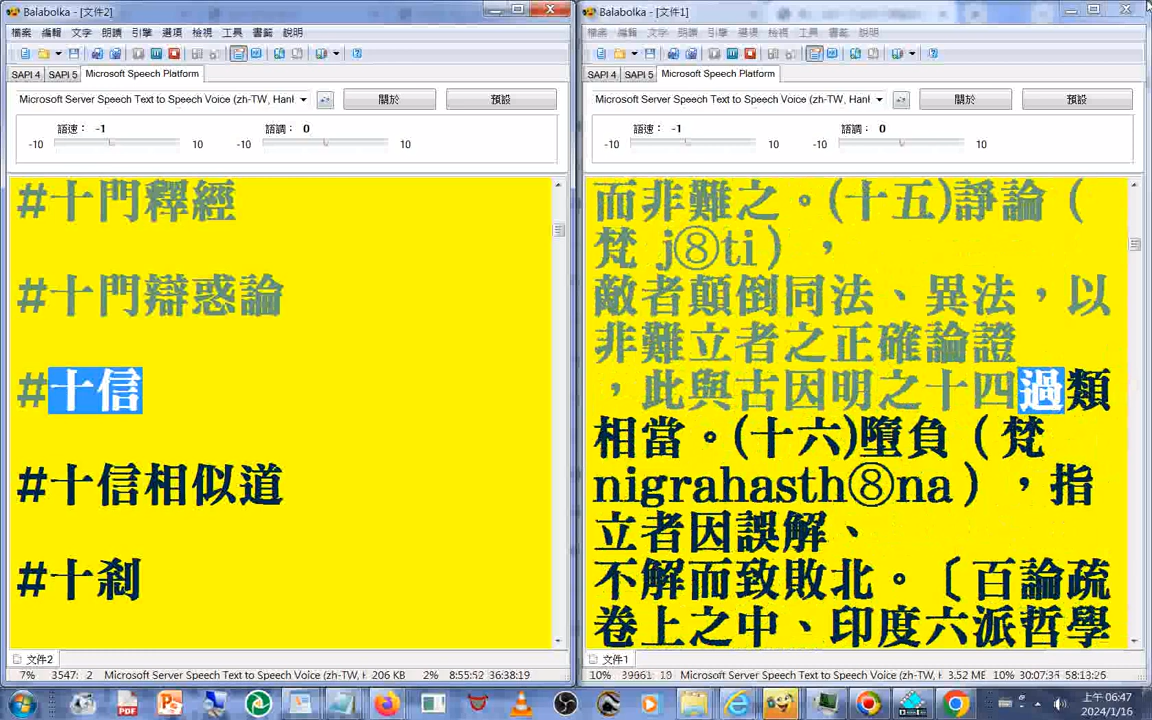 Balabolka - [文件2]
檔案 編輯 文字 朗讀 引擎 選項 檢視 工具 書籤 說明
SAPI 4 SAPI 5 Microsoft Speech Platform
Microsoft Server Speech Text to Speech Voice (zh-TW, Hanl
關於 預設
語速： -1 語調： 0
-10 10 -10 10
#十門釋經
#十門辯惑論
#十信
#十信相似道
#十剎
文件2
7% 3547: 2 Microsoft Server Speech Text to Speech Voice (zh-TW, H 206 KB 2% 8:55:52 36:38:19
Balabolka - [文件1]
檔案 編輯 文字 朗讀 引擎 選項 檢視 工具 書籤 說明
SAPI 4 SAPI 5 Microsoft Speech Platform
Microsoft Server Speech Text to Speech Voice (zh-TW, Hanl
關於 預設
語速： -1 語調： 0
-10 10 -10 10
而非難之。(十五)諍論（
梵 j⑧ti），
敵者顛倒同法、異法，以
非難立者之正確論證
，此與古因明之十四過類
相當。(十六)墮負（梵
nigrahasth⑧na），指
立者因誤解、
不解而致敗北。〔百論疏
卷上之中、印度六派哲學
文件1
10% 39661: 10 Microsoft Server Speech Text to Speech Voice (zh-TW, H 3.52 ME 10% 30:07:35 58:13:25
上午 06:47
2024/1/16